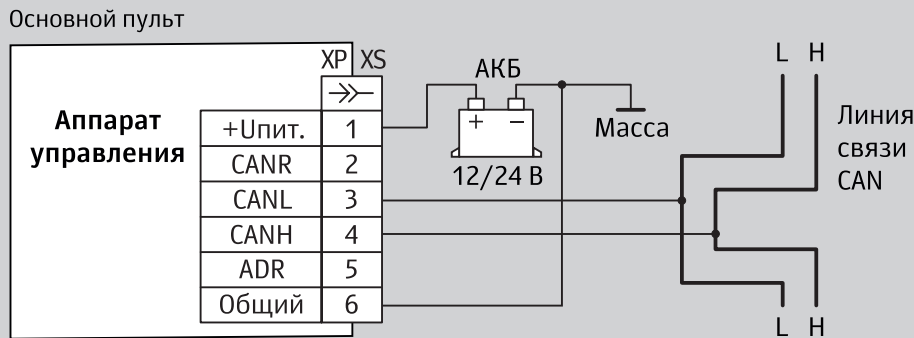 Основной пульт
XP XS
L H
АКБ
Аппарат
управления
+Uпит. 1
+ −
Масса
Линия
связи
CAN
CANR 2
12/24 В
CANL 3
CANH 4
ADR 5
Общий 6
L H